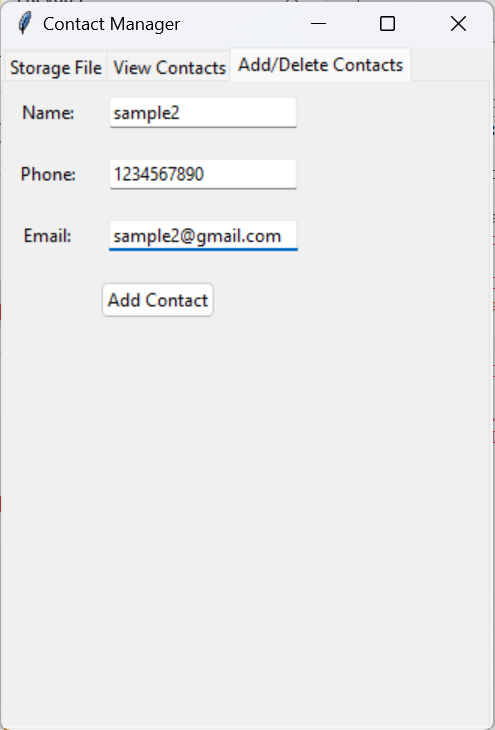 Contact Manager
Storage File View Contacts Add/Delete Contacts
Name: sample2
Phone: 1234567890
Email: sample2@gmail.com
Add Contact